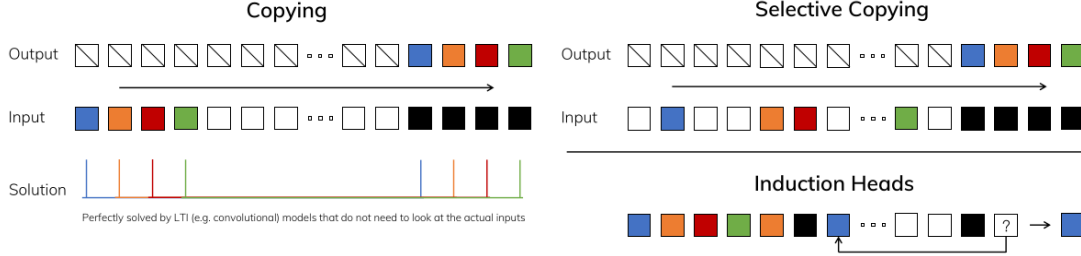 Copying
Output
Input
Solution
Perfectly solved by LTI (e.g. convolutional) models that do not need to look at the actual inputs
Selective Copying
Output
Input
Induction Heads
?